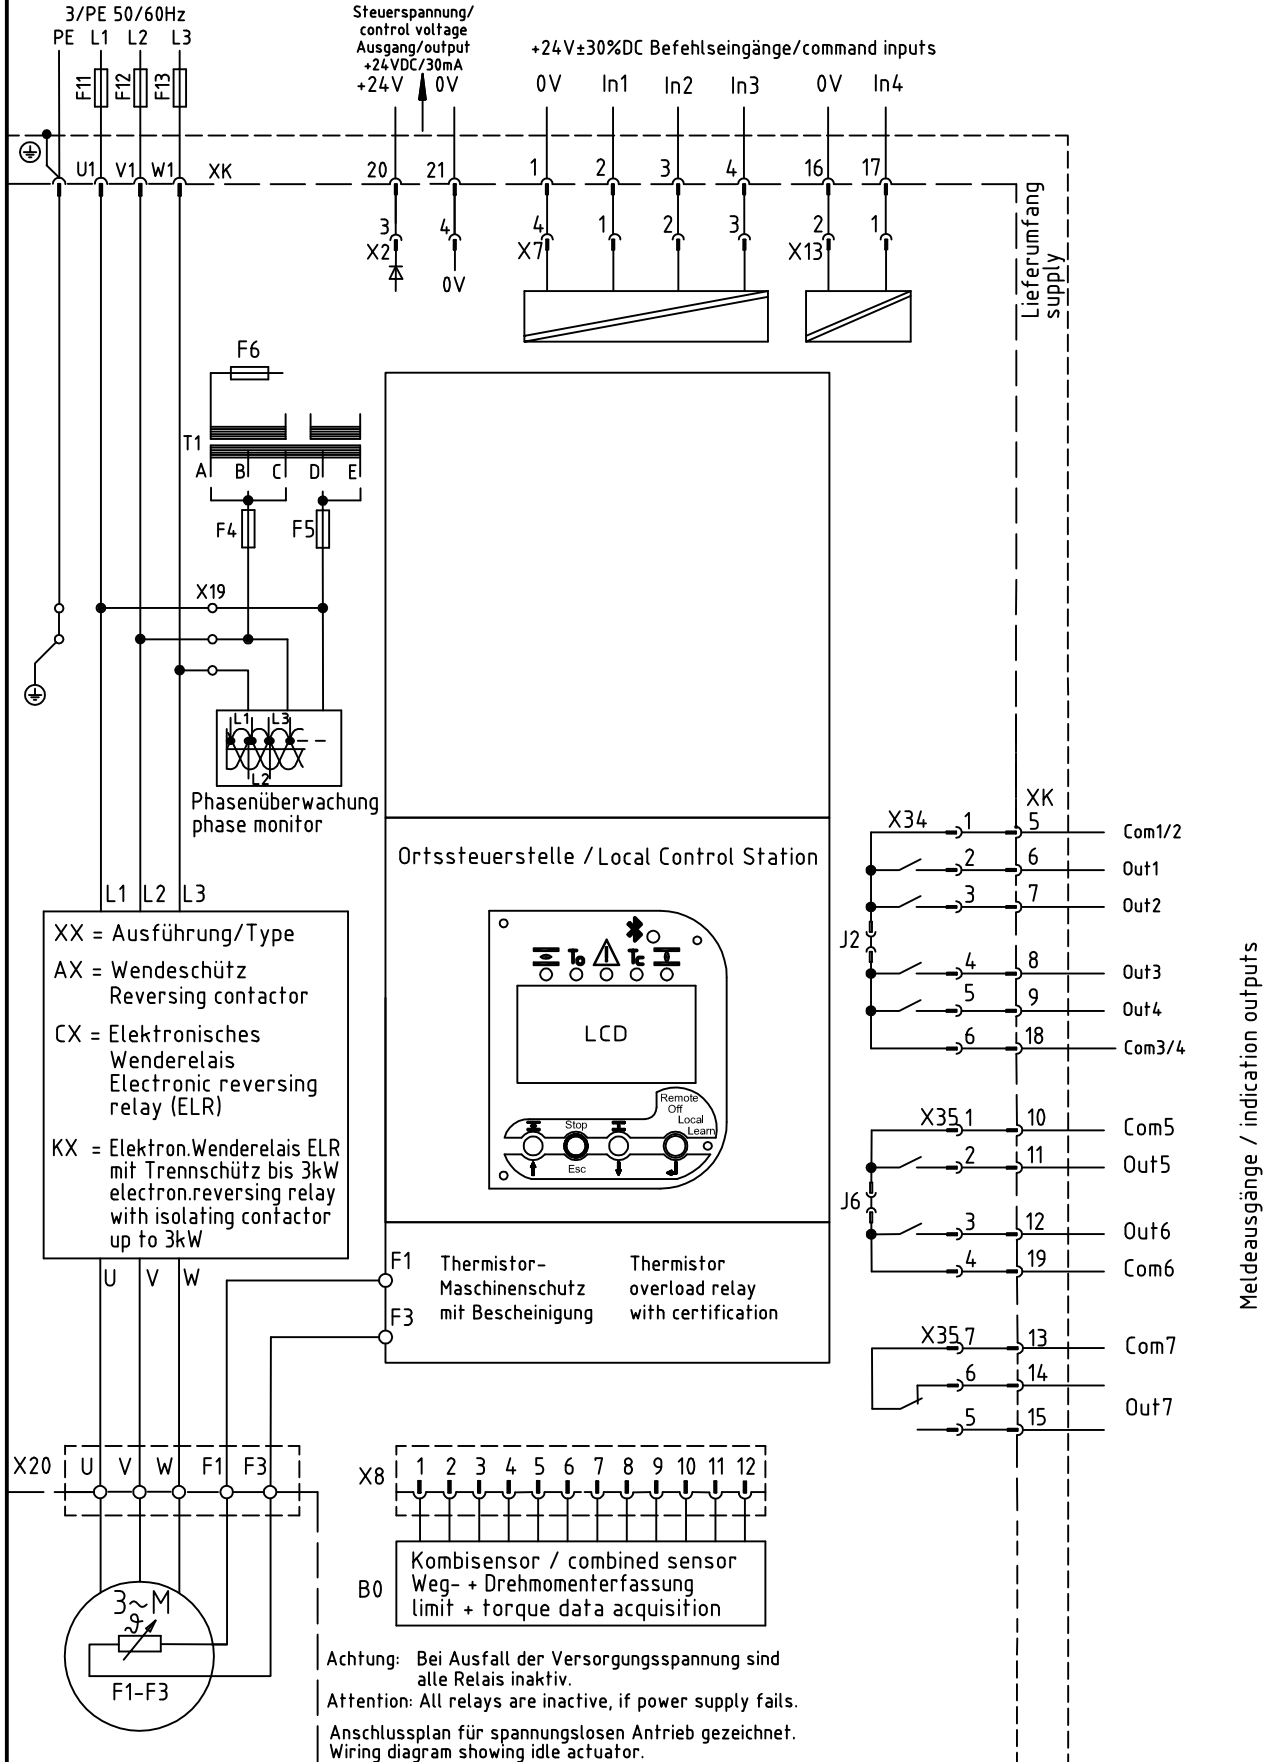 3/PE 50/60Hz
PE L1 L2 L3
F11 F12 F13
Steuerspannung/
control voltage
Ausgang/output
+24VDC/30mA
+24V 0V
+24V±30%DC Befehlseingänge/command inputs
0V In1 In2 In3 0V In4
U1 V1 W1 XK 20 21 1 2 3 4 16 17
3 4 4 1 2 3 2 1
X2 X7 X13
0V
Lieferumfang
supply
F6
T1
A B C D E
F4 F5
X19
L1 L3
L2
Phasenüberwachung
phase monitor
L1 L2 L3
XX = Ausführung/Type
AX = Wendeschütz
Reversing contactor
CX = Elektronisches
Wenderelais
Electronic reversing
relay (ELR)
KX = Elektron.Wenderelais ELR
mit Trennschütz bis 3kW
electron.reversing relay
with isolating contactor
up to 3kW
U V W
Ortssteuerstelle /Local Control Station
To Tc
LCD
Remote
Off
Local
Learn
Stop
Esc
F1
F3
Thermistor-
Maschinenschutz
mit Bescheinigung
Thermistor
overload relay
with certification
XK
X34 1 5 Com1/2
2 6 Out1
3 7 Out2
J2
4 8 Out3
5 9 Out4
6 18 Com3/4
X35 1 10 Com5
2 11 Out5
J6
3 12 Out6
4 19 Com6
X35 7 13 Com7
6 14
Out7
5 15
Meldeausgänge / indication outputs
X20 U V W F1 F3
X8 1 2 3 4 5 6 7 8 9 10 11 12
B0
Kombisensor / combined sensor
Weg- + Drehmomenterfassung
limit + torque data acquisition
3~M
ϑ
F1-F3
Achtung: Bei Ausfall der Versorgungsspannung sind
alle Relais inaktiv.
Attention: All relays are inactive, if power supply fails.
Anschlussplan für spannungslosen Antrieb gezeichnet.
Wiring diagram showing idle actuator.